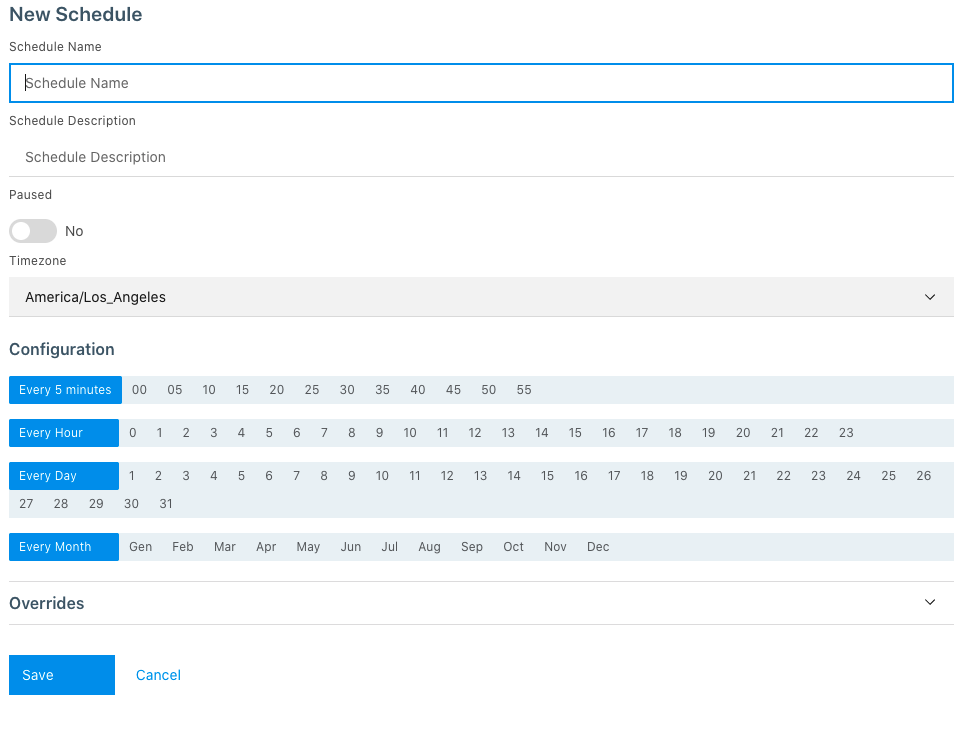 New Schedule
Schedule Name
Schedule Name
Schedule Description
Schedule Description
Paused
No
Timezone
America/Los_Angeles
Configuration
Every 5 minutes 00 05 10 15 20 25 30 35 40 45 50 55
Every Hour 0 1 2 3 4 5 6 7 8 9 10 11 12 13 14 15 16 17 18 19 20 21 22 23
Every Day 1 2 3 4 5 6 7 8 9 10 11 12 13 14 15 16 17 18 19 20 21 22 23 24 25 26
27 28 29 30 31
Every Month Gen Feb Mar Apr May Jun Jul Aug Sep Oct Nov Dec
Overrides
Save Cancel